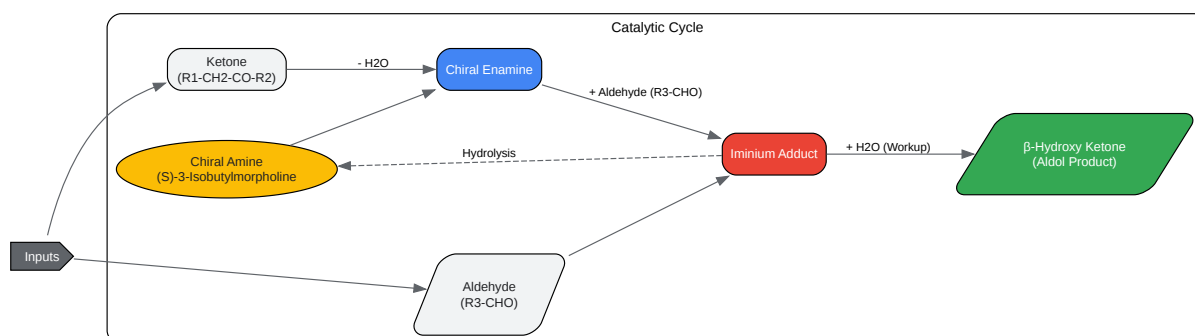 Catalytic Cycle
Ketone
(R1-CH2-CO-R2)
- H2O
Chiral Enamine
+ Aldehyde (R3-CHO)
Chiral Amine
(S)-3-Isobutylmorpholine
Hydrolysis
Iminium Adduct
+ H2O (Workup)
β-Hydroxy Ketone
(Aldol Product)
Inputs
Aldehyde
(R3-CHO)